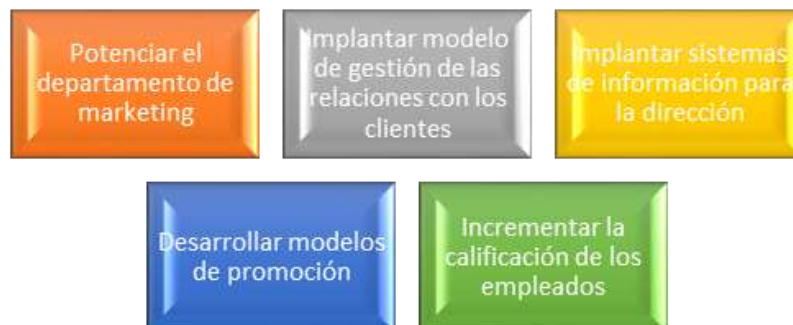 Potenciar el
departamento de
marketing
Implantar modelo
de gestión de las
relaciones con los
clientes
Implantar sistemas
de información para
la dirección
Desarrollar modelos
de promoción
Incrementar la
calificación de los
empleados